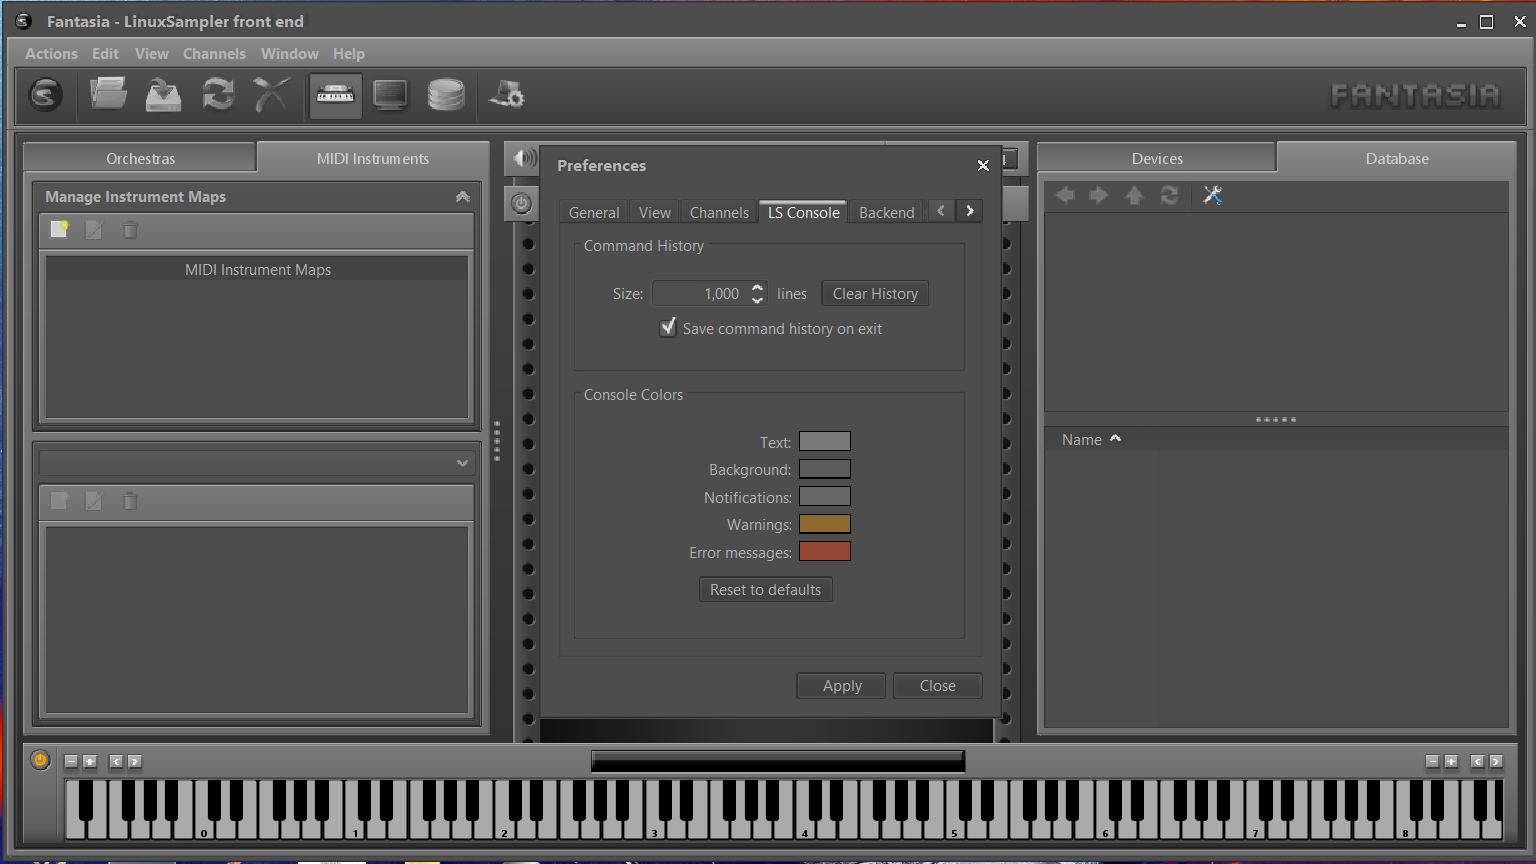 Fantasia - LinuxSampler front end
Actions Edit View Channels Window Help
FANTASIA
Orchestras MIDI Instruments
Devices Database
Manage Instrument Maps
MIDI Instrument Maps
Preferences
General View Channels LS Console Backend
Command History
Size: 1,000 lines Clear History
Save command history on exit
Console Colors
Text:
Background:
Notifications:
Warnings:
Error messages:
Reset to defaults
Apply Close
Name
0 1 2 3 4 5 6 7 8